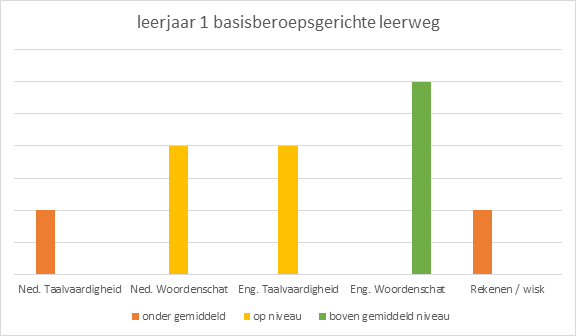 leerjaar 1 basisberoepsgerichte leerweg
Ned. Taalvaardigheid Ned. Woordenschat Eng. Taalvaardigheid Eng. Woordenschat Rekenen / wisk
onder gemiddeld op niveau boven gemiddeld niveau